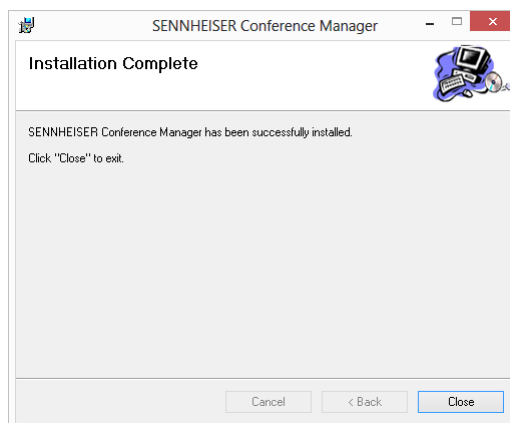 SENNHEISER Conference Manager
Installation Complete
SENNHEISER Conference Manager has been successfully installed.
Click "Close" to exit.
Cancel
< Back
Close